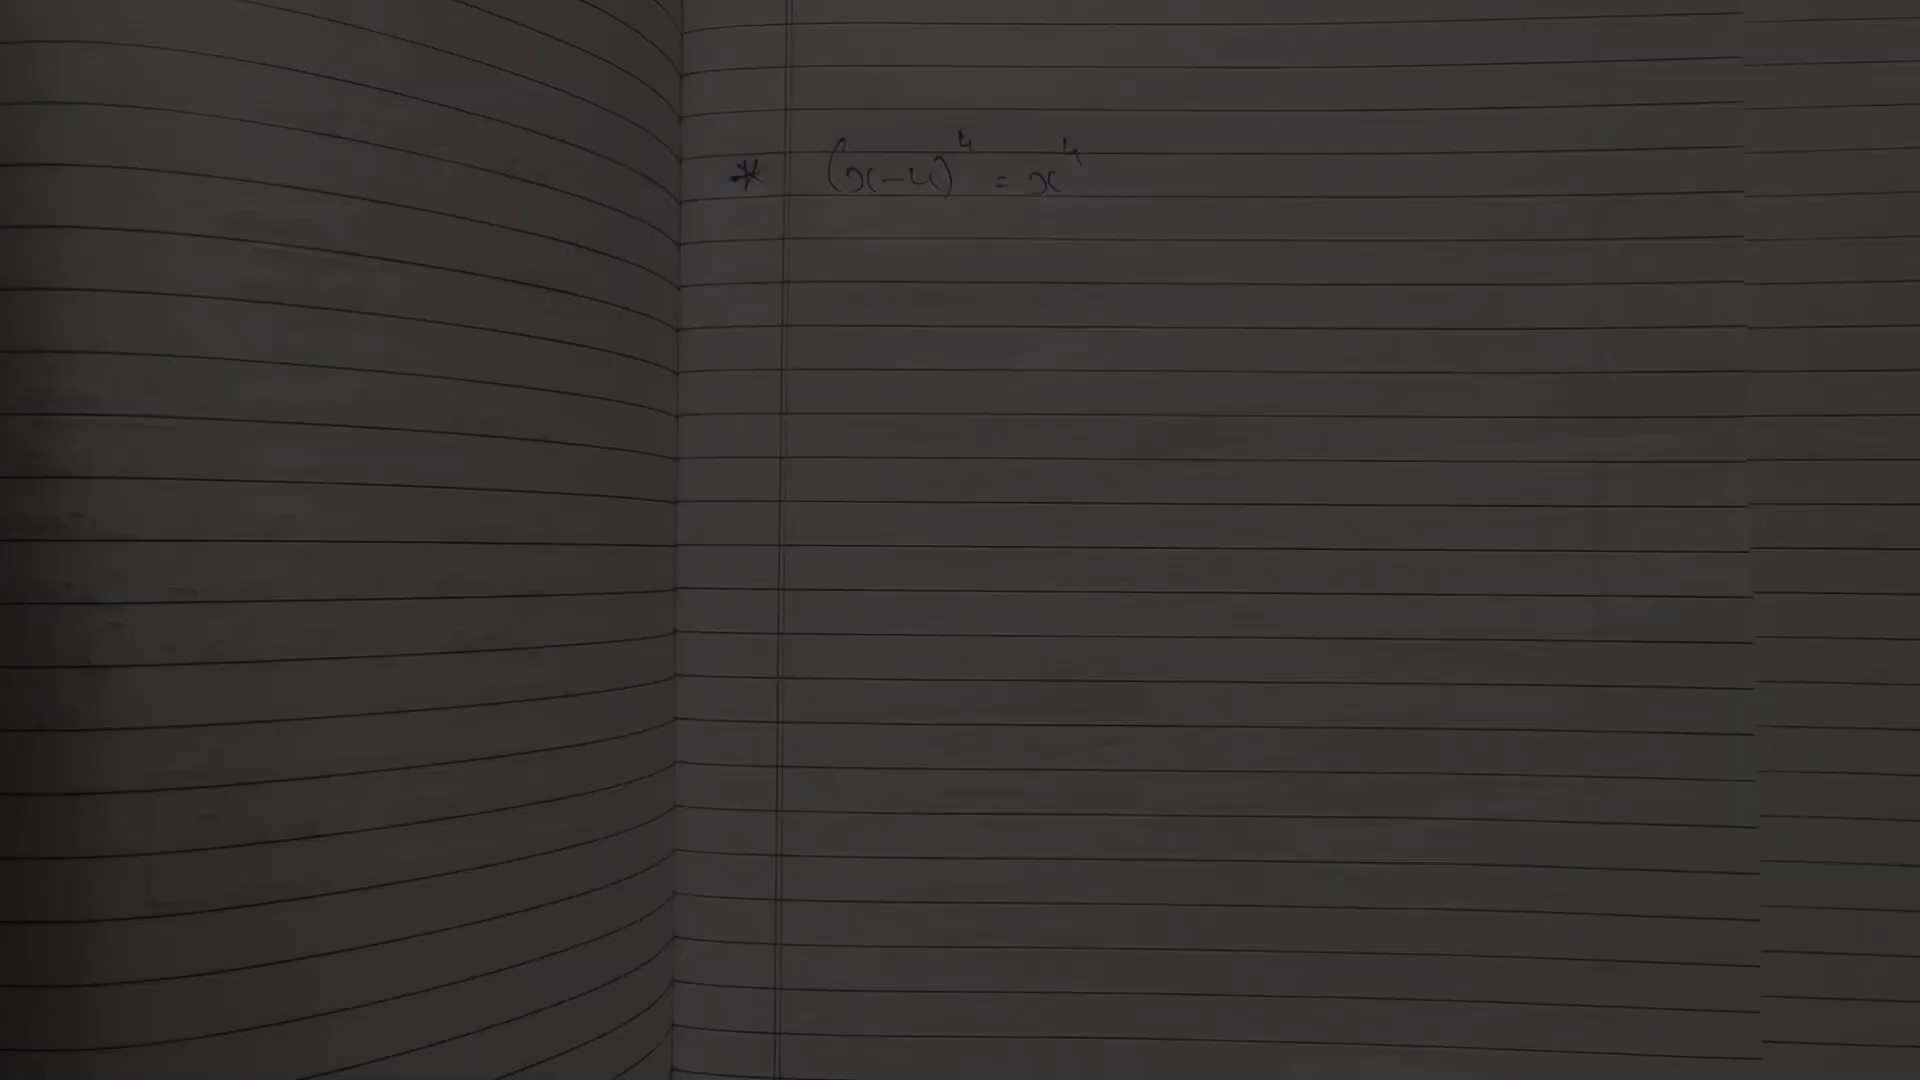 * (x-4)⁴ = x⁴